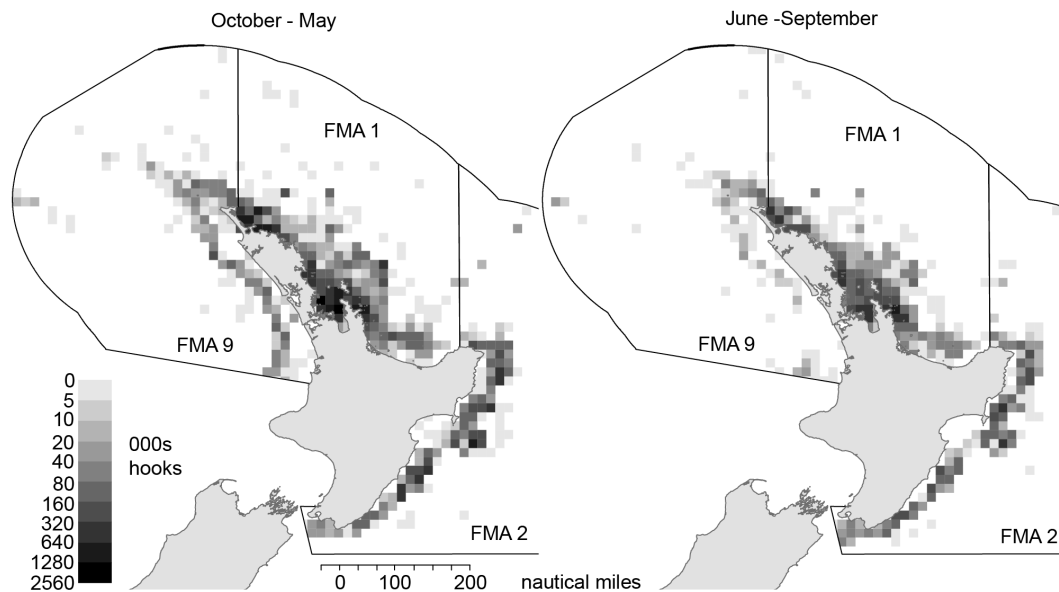 October - May
June -September
FMA 1
FMA 1
FMA 9
FMA 9
0
5
10
20
40
80
160
320
640
1280
2560
000s
hooks
FMA 2
FMA 2
0 100 200
nautical miles